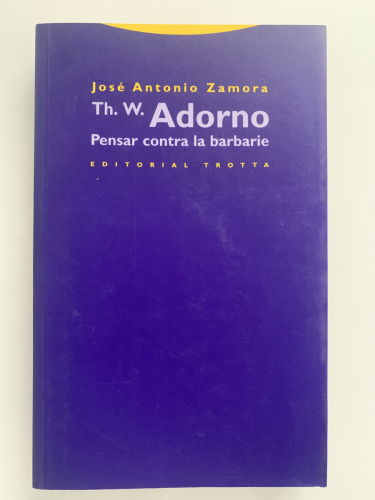 José Antonio Zamora
Th. W. Adorno
Pensar contra la barbarie
EDITORIAL TROTTA